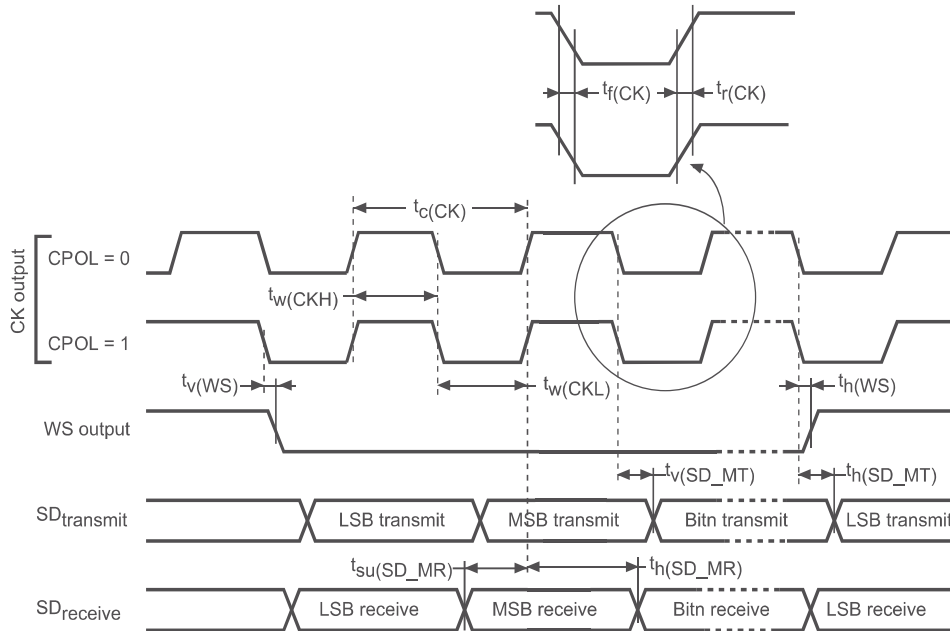 tf(CK)
tr(CK)
tc(CK)
CK output
CPOL = 0
tw(CKH)
CPOL = 1
tv(WS)
tw(CKL)
th(WS)
WS output
tv(SD_MT)
th(SD_MT)
SDtransmit
LSB transmit
MSB transmit
Bitn transmit
LSB transmit
tsu(SD_MR)
th(SD_MR)
SDreceive
LSB receive
MSB receive
Bitn receive
LSB receive